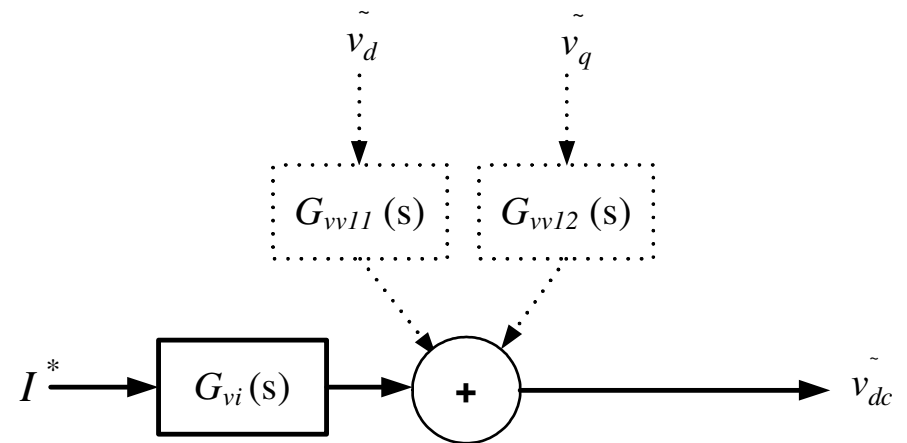 ṽ_d ṽ_q
G_vv11 (s) G_vv12 (s)
I* G_vi (s) + ṽ_dc